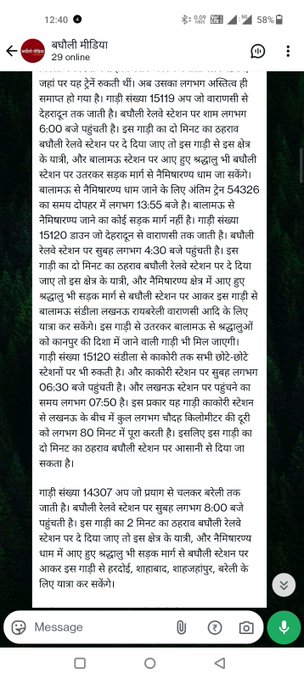 12:40
0.09
KB/S
58%
बघौली मीडिया
29 online
जहां पर यह ट्रेनें रुकती थीं। अब उसका लगभग अस्तित्व ही
समाप्त हो गया है। गाड़ी संख्या 15119 अप जो वाराणसी से
देहरादून तक जाती है। बघौली रेलवे स्टेशन पर शाम लगभग
6:00 बजे पहुंचती है। इस गाड़ी का दो मिनट का ठहराव
बघौली रेलवे स्टेशन पर दे दिया जाए तो इस गाड़ी से इस क्षेत्र
के यात्री, और बालामऊ स्टेशन पर आए हुए श्रद्धालु भी बघौली
स्टेशन पर उतरकर सड़क मार्ग से नैमिषारण्य धाम जा सकेंगे।
बालामऊ से नैमिषारण्य धाम जाने के लिए अंतिम ट्रेन 54326
का समय दोपहर में लगभग 13:55 बजे है। बालामऊ से
नैमिषारण्य जाने का कोई सड़क मार्ग नहीं है। गाड़ी संख्या
15120 डाउन जो देहरादून से वाराणसी तक जाती है। बघौली
रेलवे स्टेशन पर सुबह लगभग 4:30 बजे पहुंचती है। इस
गाड़ी का दो मिनट का ठहराव बघौली रेलवे स्टेशन पर दे दिया
जाए तो इस क्षेत्र के यात्री, और नैमिषारण्य क्षेत्र में आए हुए
श्रद्धालु भी सड़क मार्ग से बघौली स्टेशन पर आकर इस गाड़ी से
बालामऊ संडीला लखनऊ रायबरेली वाराणसी आदि के लिए
यात्रा कर सकेंगे। इस गाड़ी से उतरकर बालामऊ से श्रद्धालुओं
को कानपुर की दिशा में जाने वाली गाड़ी भी मिल जाएगी।
गाड़ी संख्या 15120 संडीला से काकोरी तक सभी छोटे-छोटे
स्टेशनों पर भी रुकती है। और काकोरी स्टेशन पर सुबह लगभग
06:30 बजे पहुंचती है। और लखनऊ स्टेशन पर पहुंचने का
समय लगभग 07:50 है। इस प्रकार यह गाड़ी काकोरी स्टेशन
से लखनऊ के बीच में कुल लगभग चौदह किलोमीटर की दूरी
को लगभग 80 मिनट में पूरा करती है। इसलिए इस गाड़ी का
दो मिनट का ठहराव बघौली स्टेशन पर आसानी से दिया जा
सकता है।
गाड़ी संख्या 14307 अप जो प्रयाग से चलकर बरेली तक
जाती है। बघौली रेलवे स्टेशन पर सुबह लगभग 8:00 बजे
पहुंचती है। इस गाड़ी का 2 मिनट का ठहराव बघौली रेलवे
स्टेशन पर दे दिया जाए तो इस क्षेत्र के यात्री, और नैमिषारण्य
धाम में आए हुए श्रद्धालु भी सड़क मार्ग से बघौली स्टेशन पर
आकर इस गाड़ी से हरदोई, शाहाबाद, शाहजहांपुर, बरेली के
लिए यात्रा कर सकेंगे।
Message